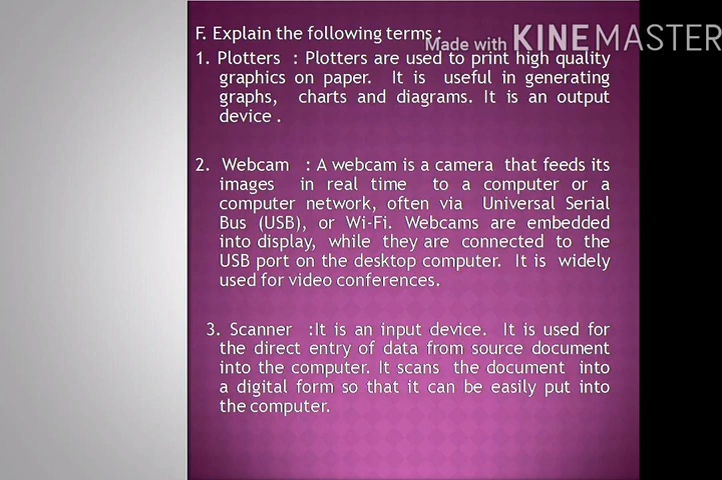 F. Explain the following terms :
Made with KINEMASTER
1. Plotters : Plotters are used to print high quality
graphics on paper. It is useful in generating
graphs, charts and diagrams. It is an output
device .
2. Webcam : A webcam is a camera that feeds its
images in real time to a computer or a
computer network, often via Universal Serial
Bus (USB), or Wi-Fi. Webcams are embedded
into display, while they are connected to the
USB port on the desktop computer. It is widely
used for video conferences.
3. Scanner :It is an input device. It is used for
the direct entry of data from source document
into the computer. It scans the document into
a digital form so that it can be easily put into
the computer.